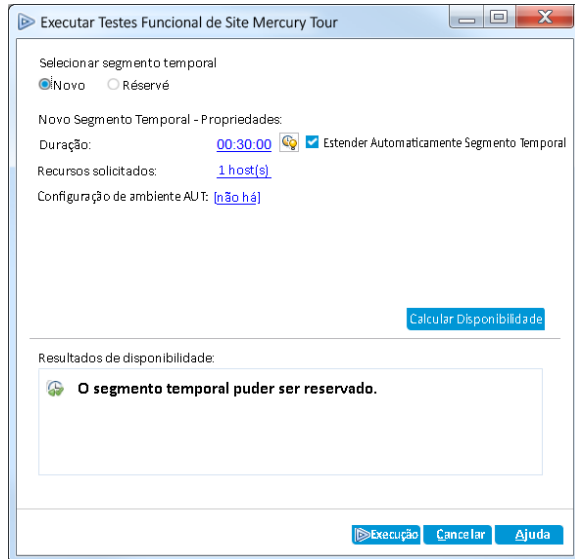 Executar Testes Funcional de Site Mercury Tour
Selecionar segmento temporal
Novo Réservé
Novo Segmento Temporal - Propriedades:
Duração: 00:30:00 Estender Automaticamente Segmento Temporal
Recursos solicitados: 1 host(s)
Configuração de ambiente AUT: [não há]
Calcular Disponibilidade
Resultados de disponibilidade:
O segmento temporal puder ser reservado.
Execução Cancelar Ajuda